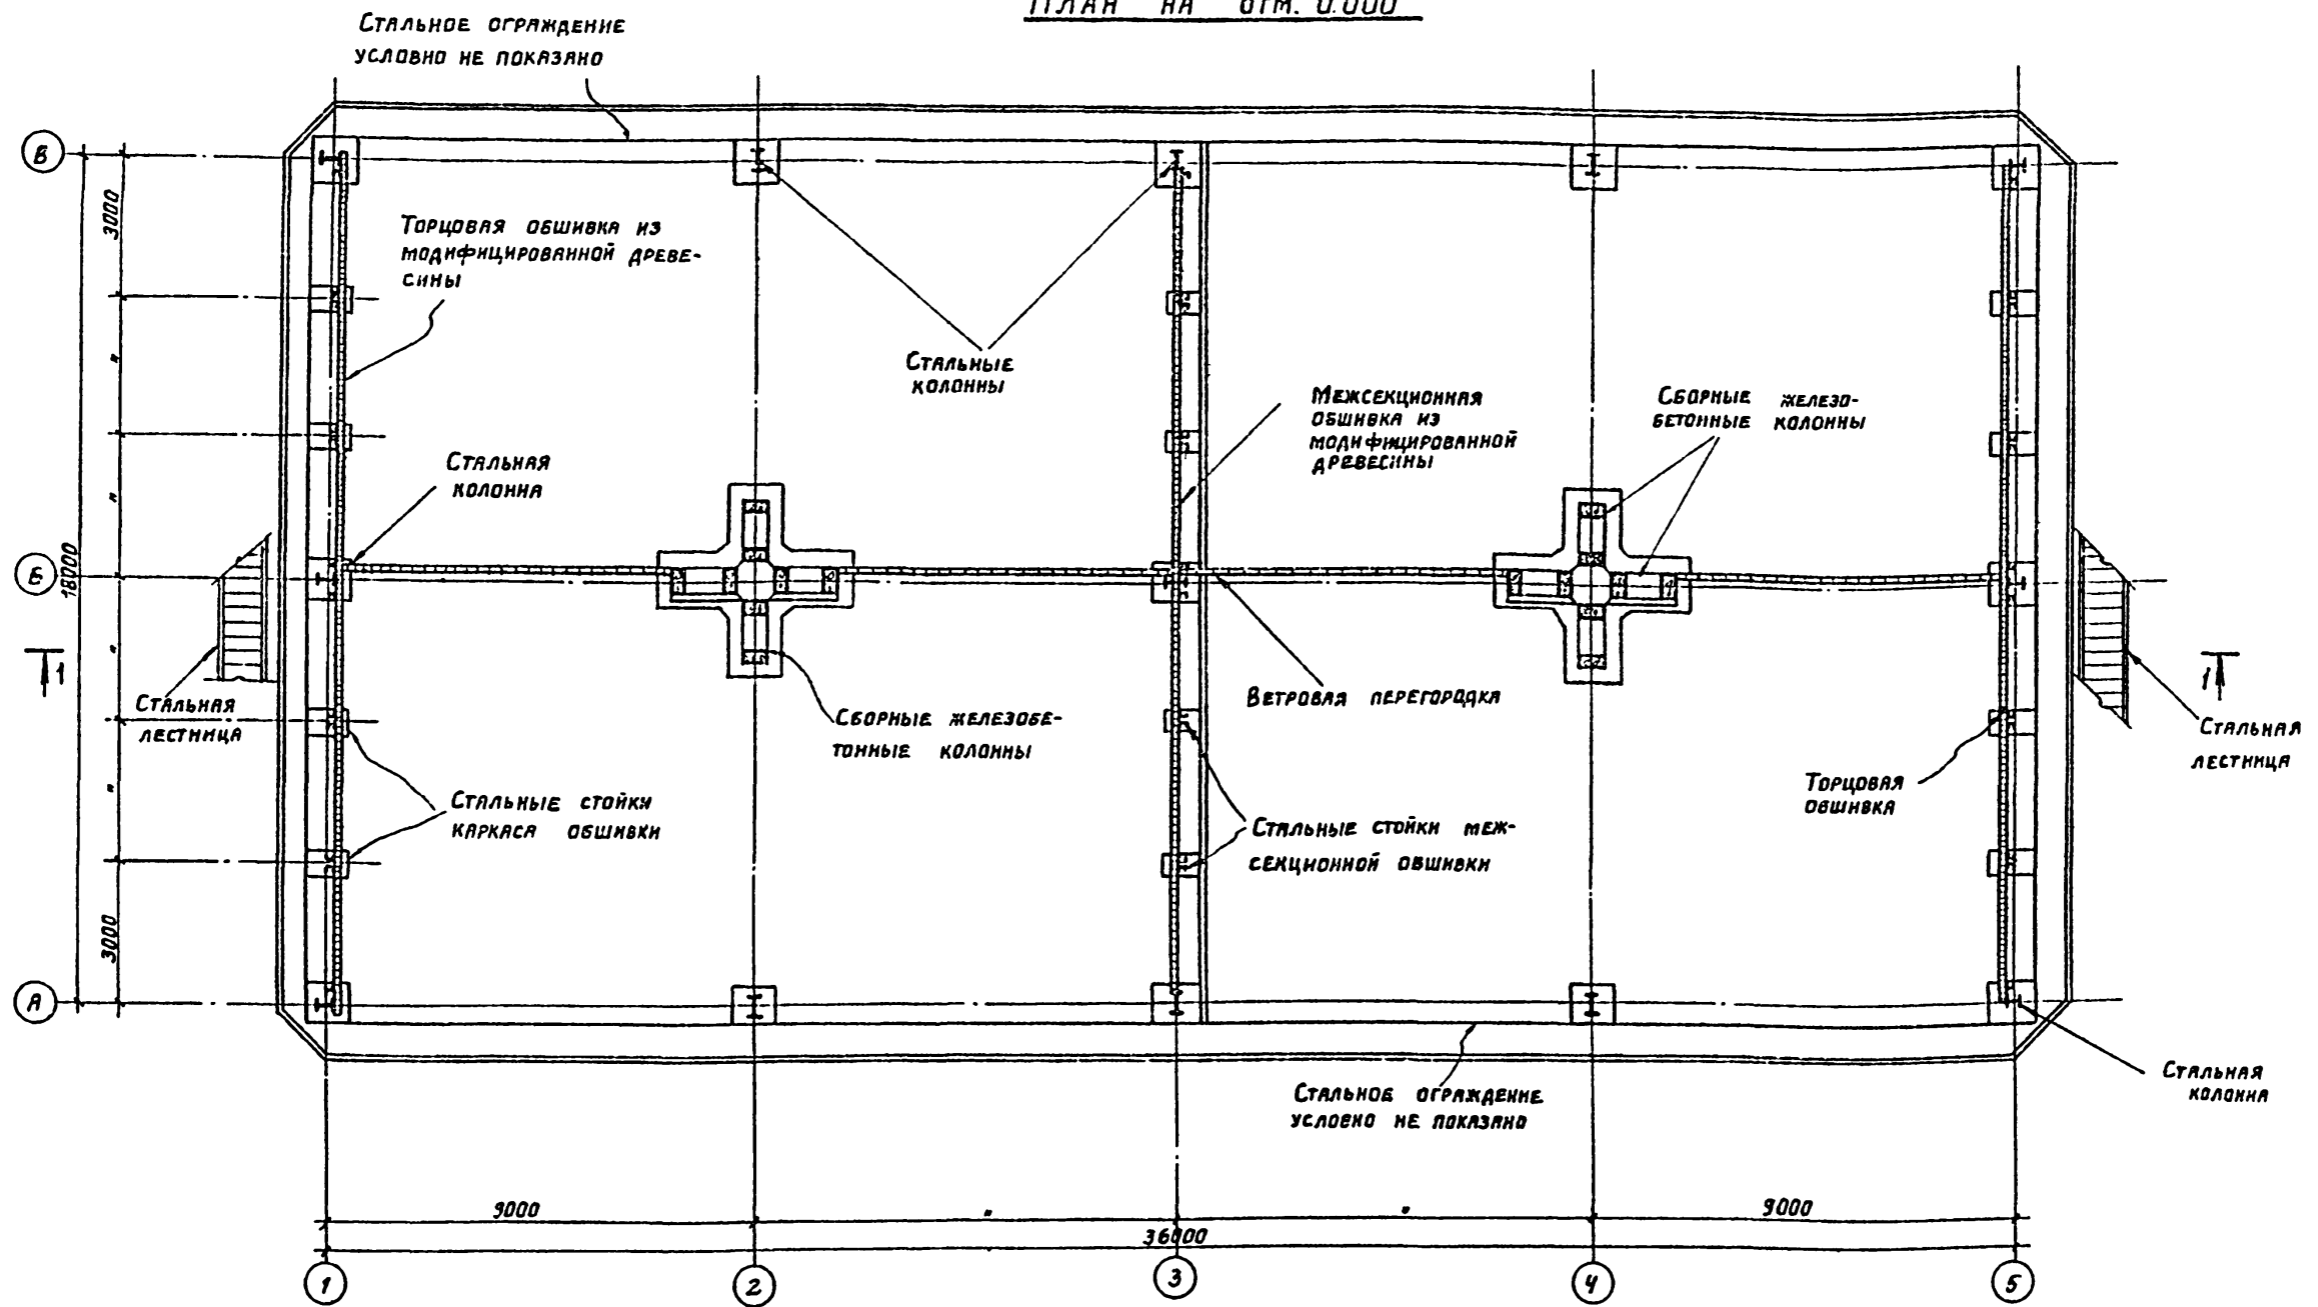 ПЛАН НА ОТМ. 0.000
СТАЛЬНОЕ ОГРАЖДЕНИЕ
УСЛОВНО НЕ ПОКАЗАНО
В
3000
ТОРЦОВАЯ ОБШИВКА ИЗ
МОДИФИЦИРОВАННОЙ ДРЕВЕ-
СИНЫ
"
СТАЛЬНЫЕ
КОЛОННЫ
МЕЖСЕКЦИОННАЯ
ОБШИВКА ИЗ
МОДИФИЦИРОВАННОЙ
ДРЕВЕСИНЫ
СБОРНЫЕ ЖЕЛЕЗО-
БЕТОННЫЕ КОЛОННЫ
СТАЛЬНАЯ
КОЛОННА
"
Б
18000
"
1
1
СТАЛЬНАЯ
ЛЕСТНИЦА
ВЕТРОВАЯ ПЕРЕГОРОДКА
СБОРНЫЕ ЖЕЛЕЗОБЕ-
ТОННЫЕ КОЛОННЫ
СТАЛЬНАЯ
ЛЕСТНИЦА
"
ТОРЦОВАЯ
ОБШИВКА
СТАЛЬНЫЕ СТОЙКИ
КАРКАСА ОБШИВКИ
СТАЛЬНЫЕ СТОЙКИ МЕЖ-
СЕКЦИОННОЙ ОБШИВКИ
3000
А
СТАЛЬНАЯ
КОЛОННА
СТАЛЬНОЕ ОГРАЖДЕНИЕ
УСЛОВНО НЕ ПОКАЗАНО
9000
"
"
9000
36000
1
2
3
4
5